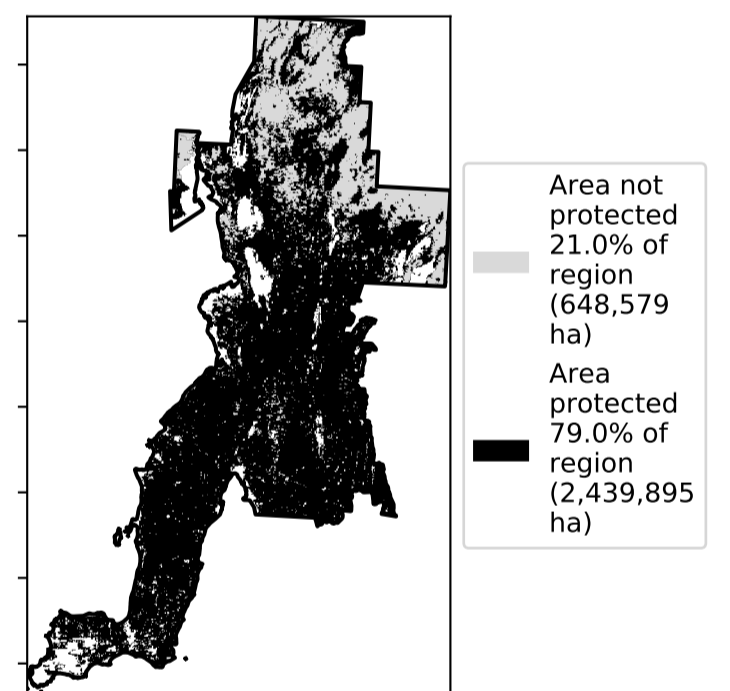 Area not
protected
21.0% of
region
(648,579
ha)
Area
protected
79.0% of
region
(2,439,895
ha)